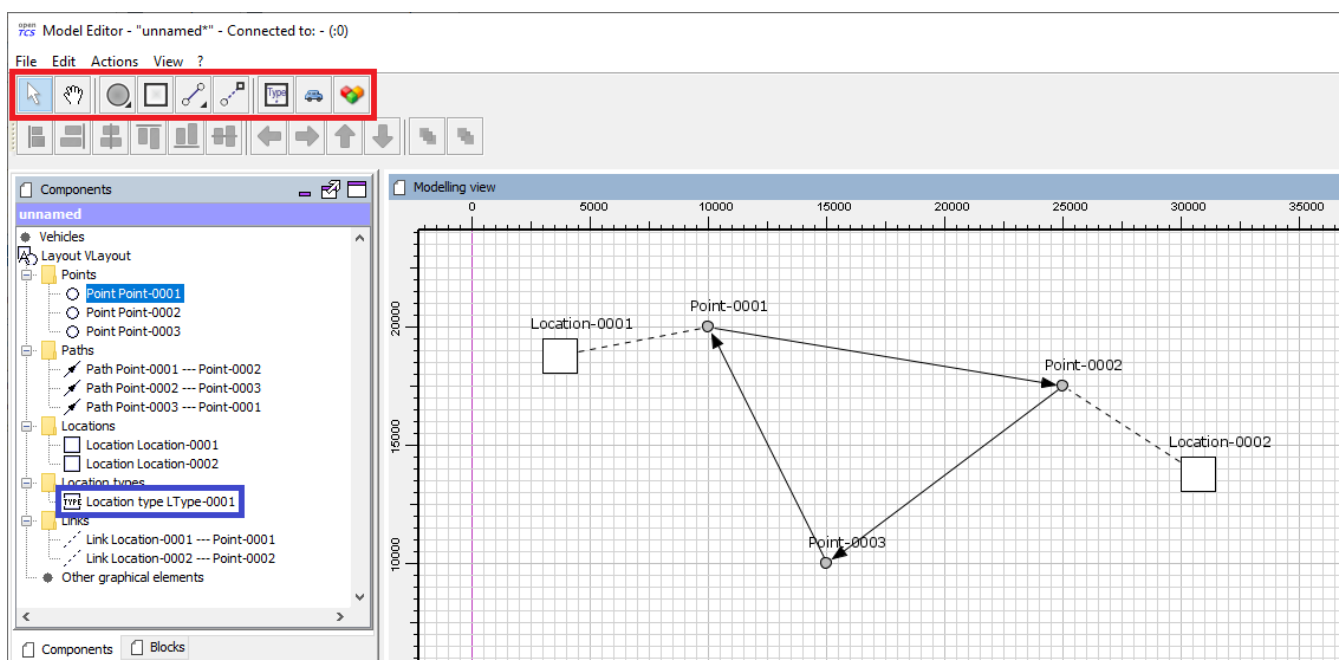 open
TCS Model Editor - "unnamed*" - Connected to: - (:0)
File Edit Actions View ?
Type
Components
unnamed
Vehicles
Layout VLayout
Points
Point Point-0001
Point Point-0002
Point Point-0003
Paths
Path Point-0001 --- Point-0002
Path Point-0002 --- Point-0003
Path Point-0003 --- Point-0001
Locations
Location Location-0001
Location Location-0002
Location types
TYPE Location type LType-0001
Links
Link Location-0001 --- Point-0001
Link Location-0002 --- Point-0002
Other graphical elements
Components Blocks
Modelling view
0 5000 10000 15000 20000 25000 30000 35000
20000
15000
10000
Location-0001
Point-0001
Point-0002
Location-0002
Point-0003